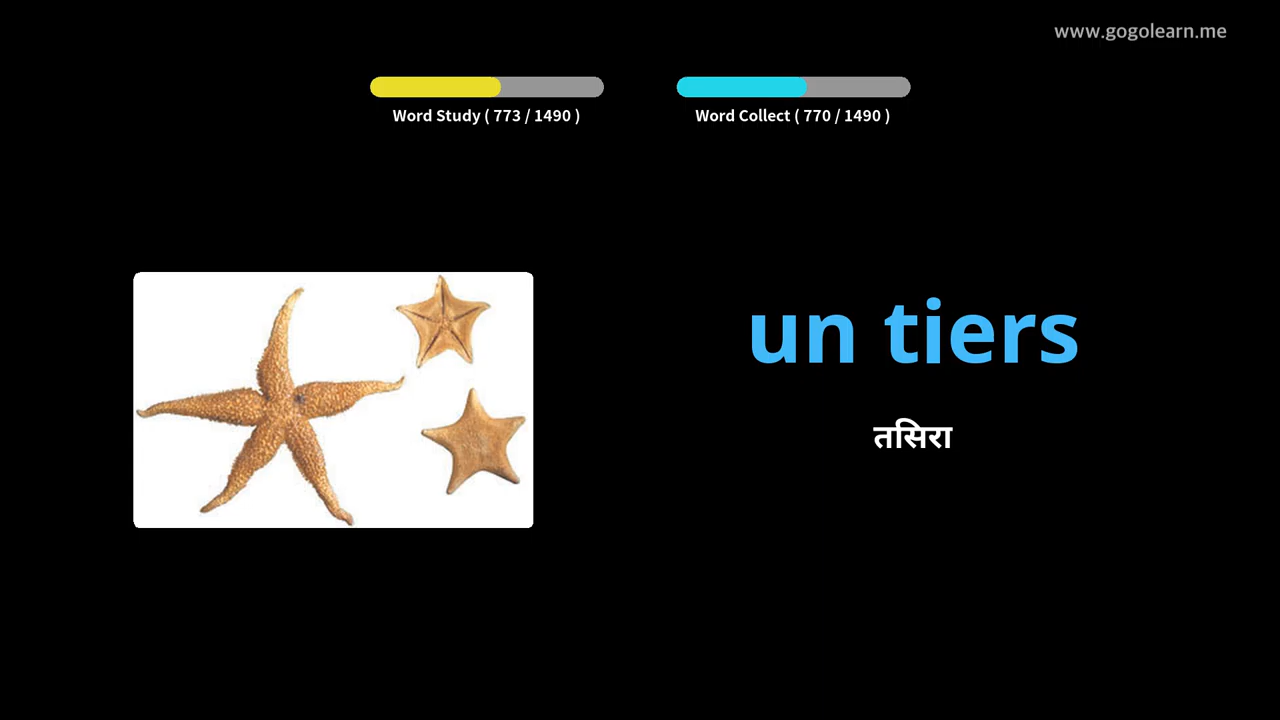 www.gogolearn.me
Word Study ( 773 / 1490 )
Word Collect ( 770 / 1490 )
un tiers
तसिरा